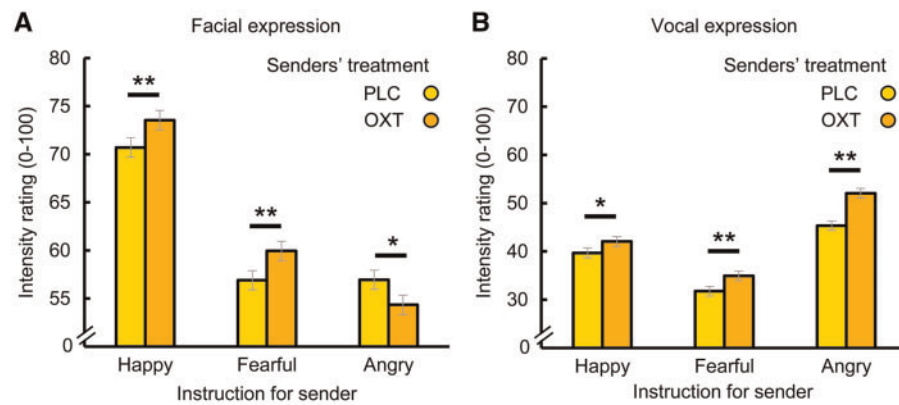 A
Facial expression
80
75
70
65
60
55
0
Intensity rating (0-100)
Senders' treatment
PLC
OXT
**
**
*
Happy
Fearful
Angry
Instruction for sender
B
Vocal expression
80
70
60
50
40
30
0
Intensity rating (0-100)
Senders' treatment
PLC
OXT
*
**
**
Happy
Fearful
Angry
Instruction for sender